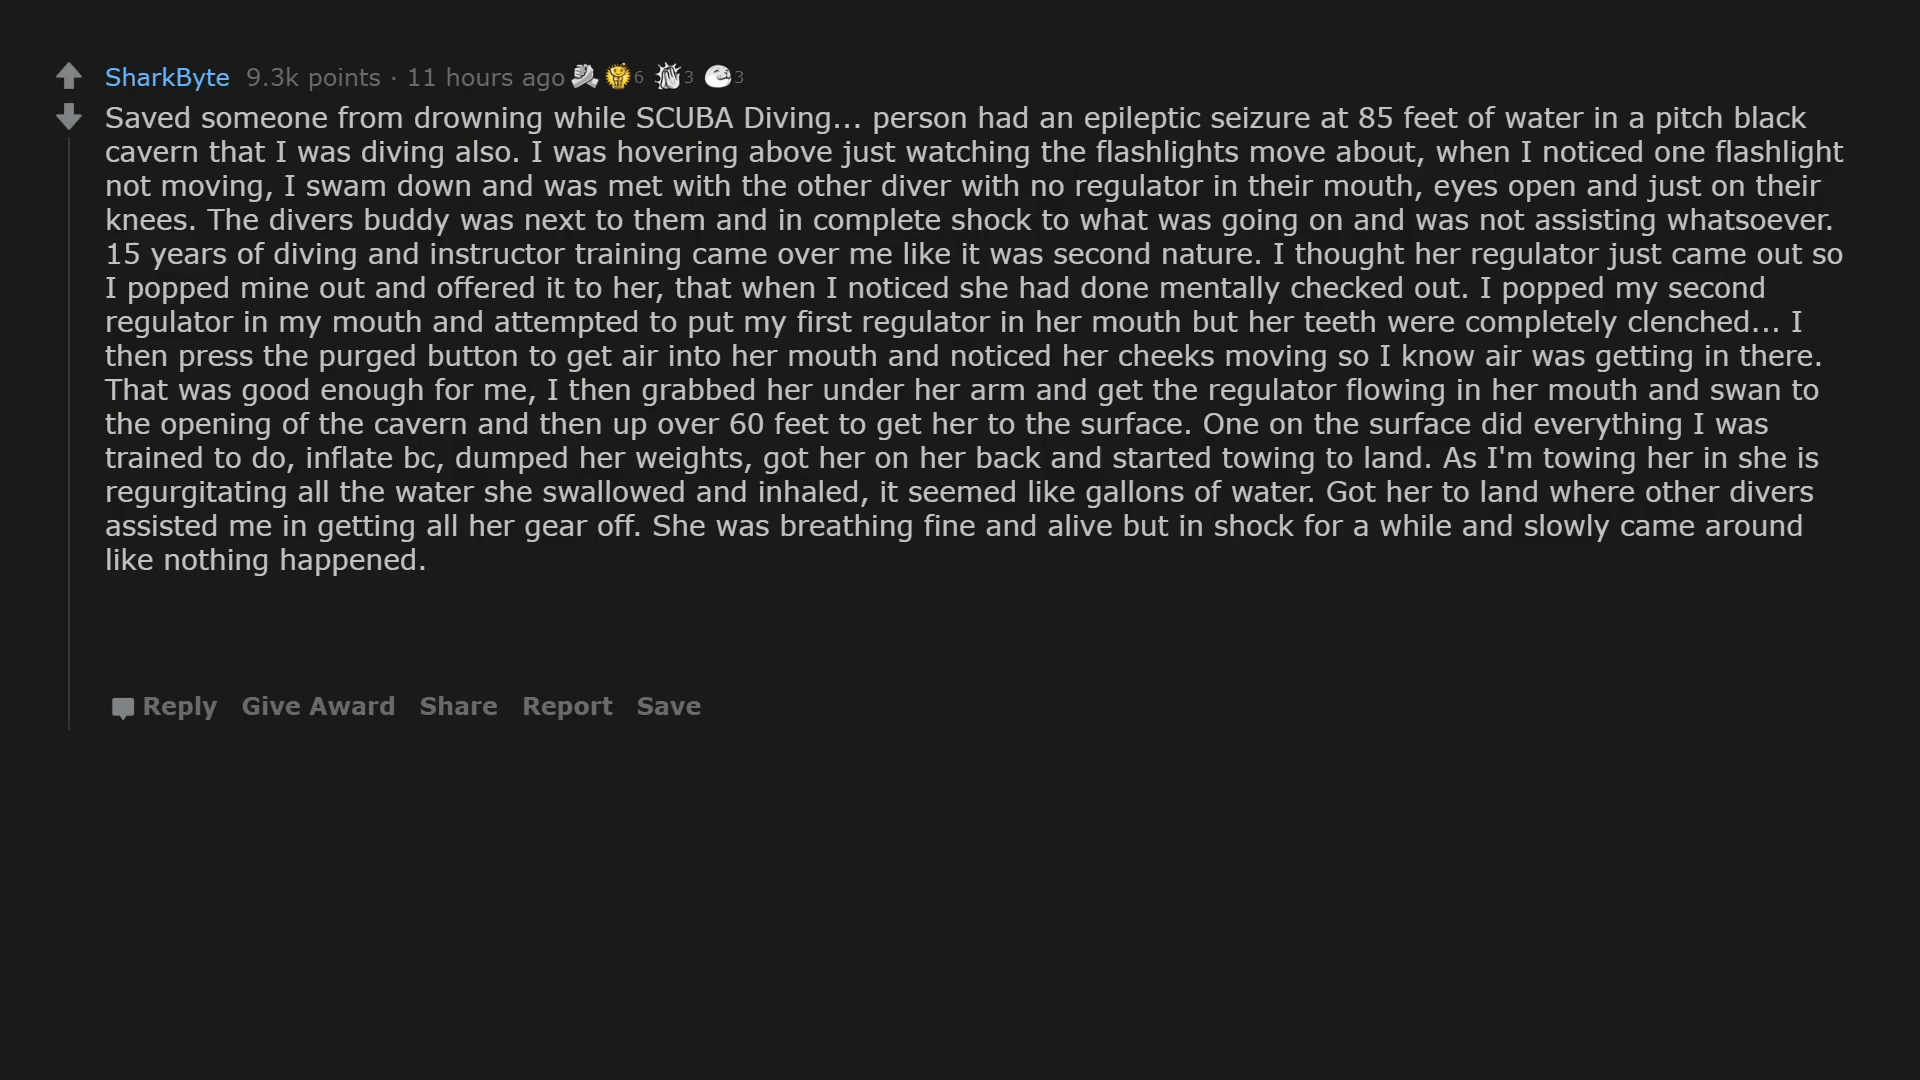 SharkByte 9.3k points · 11 hours ago 6 3 3
Saved someone from drowning while SCUBA Diving... person had an epileptic seizure at 85 feet of water in a pitch black
cavern that I was diving also. I was hovering above just watching the flashlights move about, when I noticed one flashlight
not moving, I swam down and was met with the other diver with no regulator in their mouth, eyes open and just on their
knees. The divers buddy was next to them and in complete shock to what was going on and was not assisting whatsoever.
15 years of diving and instructor training came over me like it was second nature. I thought her regulator just came out so
I popped mine out and offered it to her, that when I noticed she had done mentally checked out. I popped my second
regulator in my mouth and attempted to put my first regulator in her mouth but her teeth were completely clenched... I
then press the purged button to get air into her mouth and noticed her cheeks moving so I know air was getting in there.
That was good enough for me, I then grabbed her under her arm and get the regulator flowing in her mouth and swan to
the opening of the cavern and then up over 60 feet to get her to the surface. One on the surface did everything I was
trained to do, inflate bc, dumped her weights, got her on her back and started towing to land. As I'm towing her in she is
regurgitating all the water she swallowed and inhaled, it seemed like gallons of water. Got her to land where other divers
assisted me in getting all her gear off. She was breathing fine and alive but in shock for a while and slowly came around
like nothing happened.
Reply Give Award Share Report Save